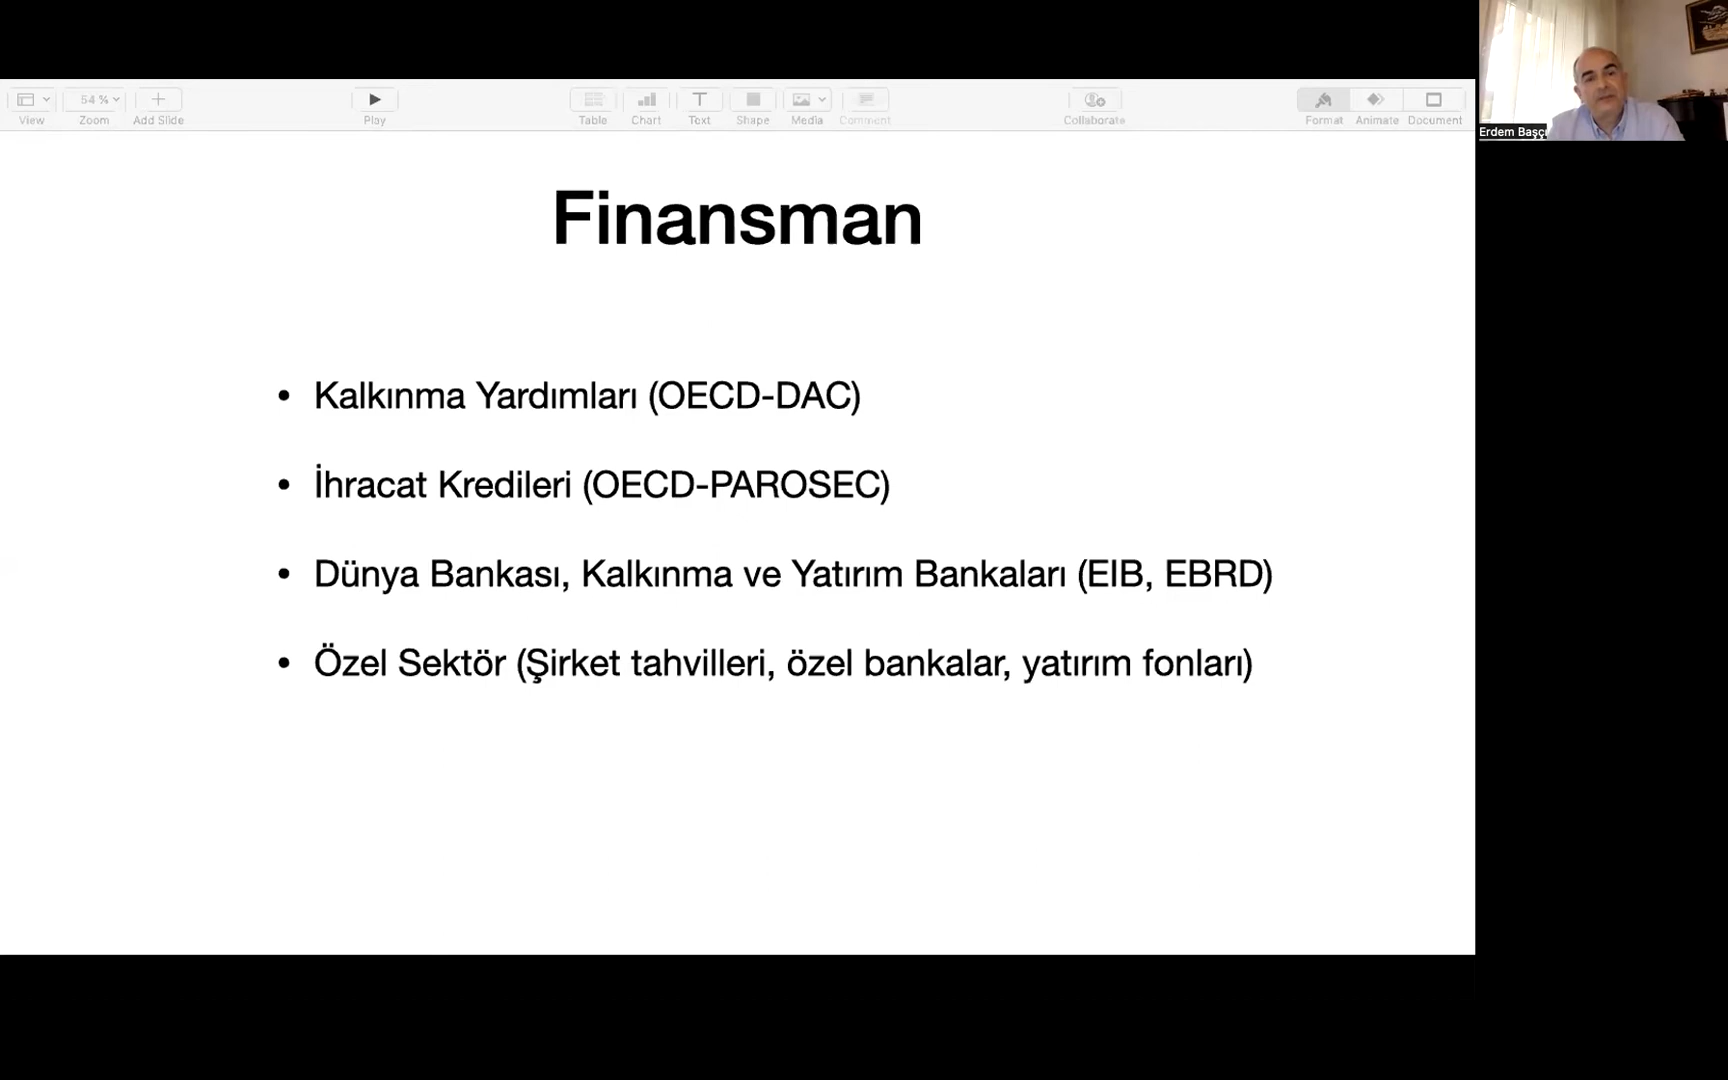 54 %
View
Zoom
Add Slide
Play
Table
Chart
Text
Shape
Media
Comment
Collaborate
Format
Animate
Document
Erdem Başçı
Finansman
• Kalkınma Yardımları (OECD-DAC)
• İhracat Kredileri (OECD-PAROSEC)
• Dünya Bankası, Kalkınma ve Yatırım Bankaları (EIB, EBRD)
• Özel Sektör (Şirket tahvilleri, özel bankalar, yatırım fonları)